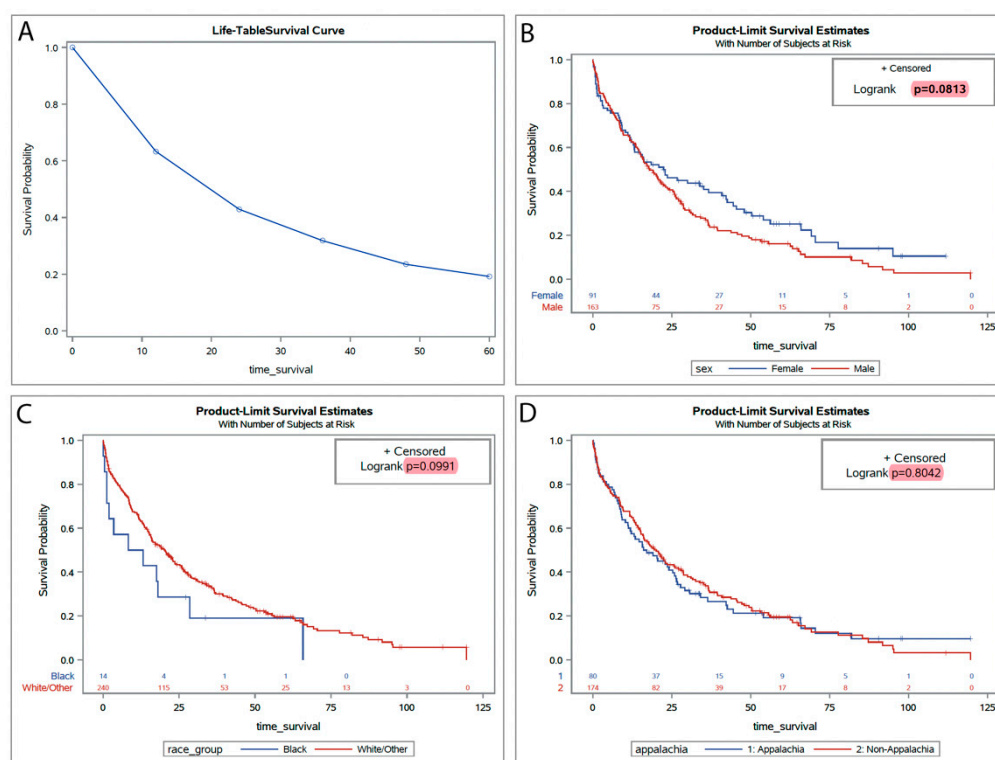 A
Life-TableSurvival Curve
Survival Probability
1.0
0.8
0.6
0.4
0.2
0.0
0 10 20 30 40 50 60
time_survival
B
Product-Limit Survival Estimates
With Number of Subjects at Risk
+ Censored
Logrank p=0.0813
Survival Probability
1.0
0.8
0.6
0.4
0.2
0.0
Female 91 44 27 11 5 1 0
Male 163 75 27 15 8 2 0
0 25 50 75 100 125
time_survival
sex Female Male
C
Product-Limit Survival Estimates
With Number of Subjects at Risk
+ Censored
Logrank p=0.0991
Survival Probability
1.0
0.8
0.6
0.4
0.2
0.0
Black 14 4 1 1 0
White/Other 240 115 53 25 13 3 0
0 25 50 75 100 125
time_survival
race_group Black White/Other
D
Product-Limit Survival Estimates
With Number of Subjects at Risk
+ Censored
Logrank p=0.8042
Survival Probability
1.0
0.8
0.6
0.4
0.2
0.0
1 80 37 15 9 5 1 0
2 174 82 39 17 8 2 0
0 25 50 75 100 125
time_survival
appalachia 1: Appalachia 2: Non-Appalachia